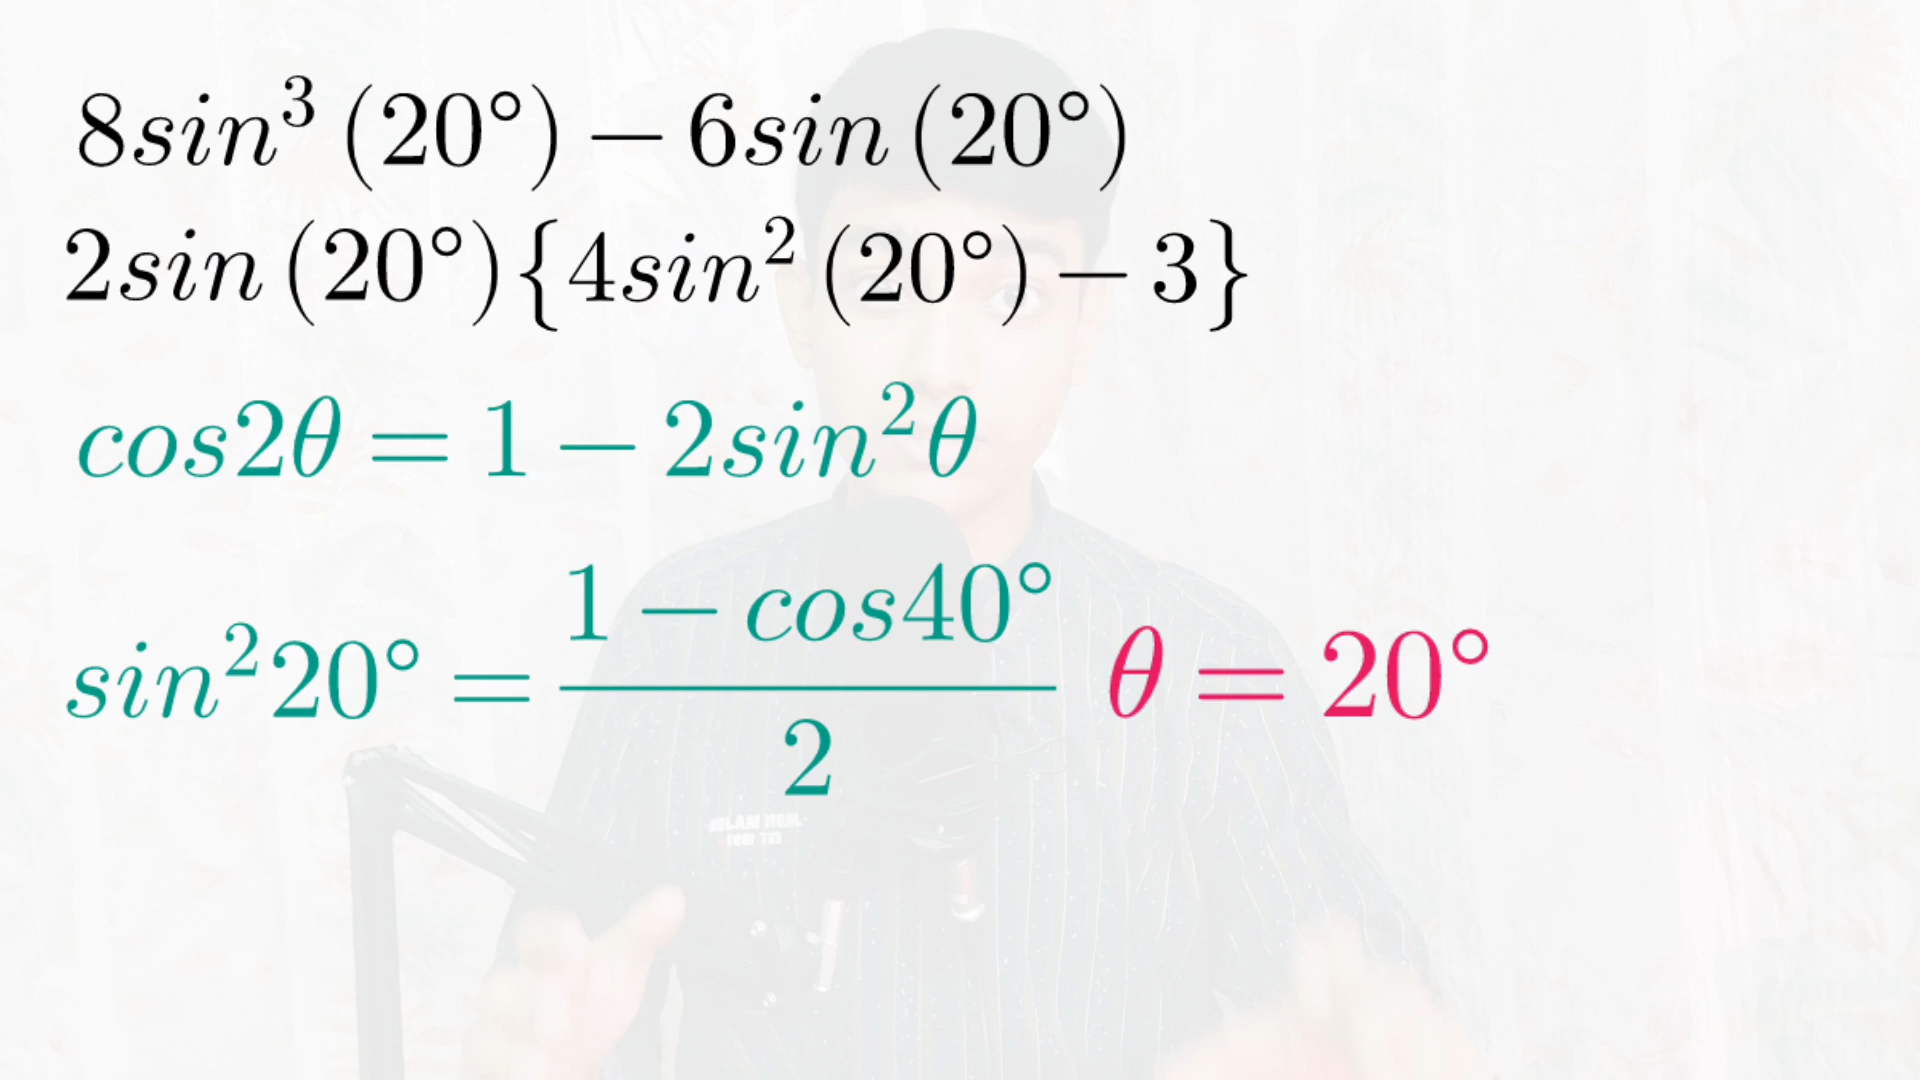 8sin³ (20°) − 6sin (20°)
2sin (20°) {4sin² (20°) − 3}
cos2θ = 1 − 2sin²θ
sin²20° = (1 − cos40°)/2 θ = 20°